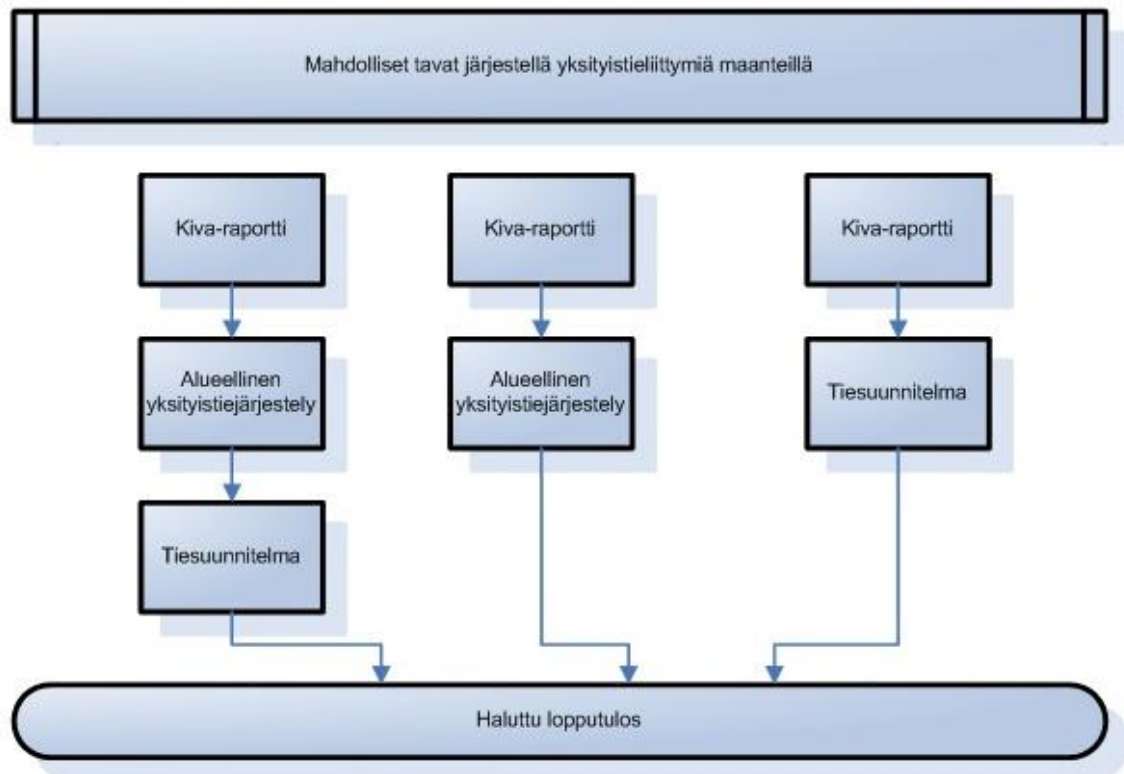 Mahdolliset tavat järjestellä yksityistieliittymiä maanteillä
Kiva-raportti
Kiva-raportti
Kiva-raportti
Alueellinen
yksityistiejärjestely
Alueellinen
yksityistiejärjestely
Tiesuunnitelma
Tiesuunnitelma
Haluttu lopputulos